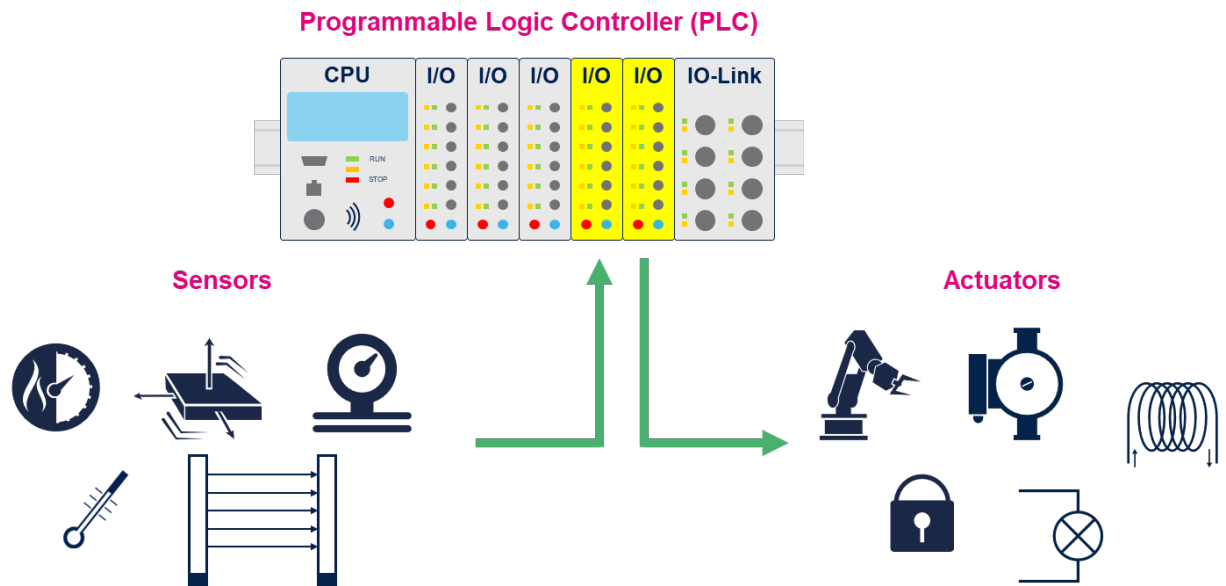 Programmable Logic Controller (PLC)
CPU I/O I/O I/O I/O I/O IO-Link
RUN
STOP
Sensors
Actuators